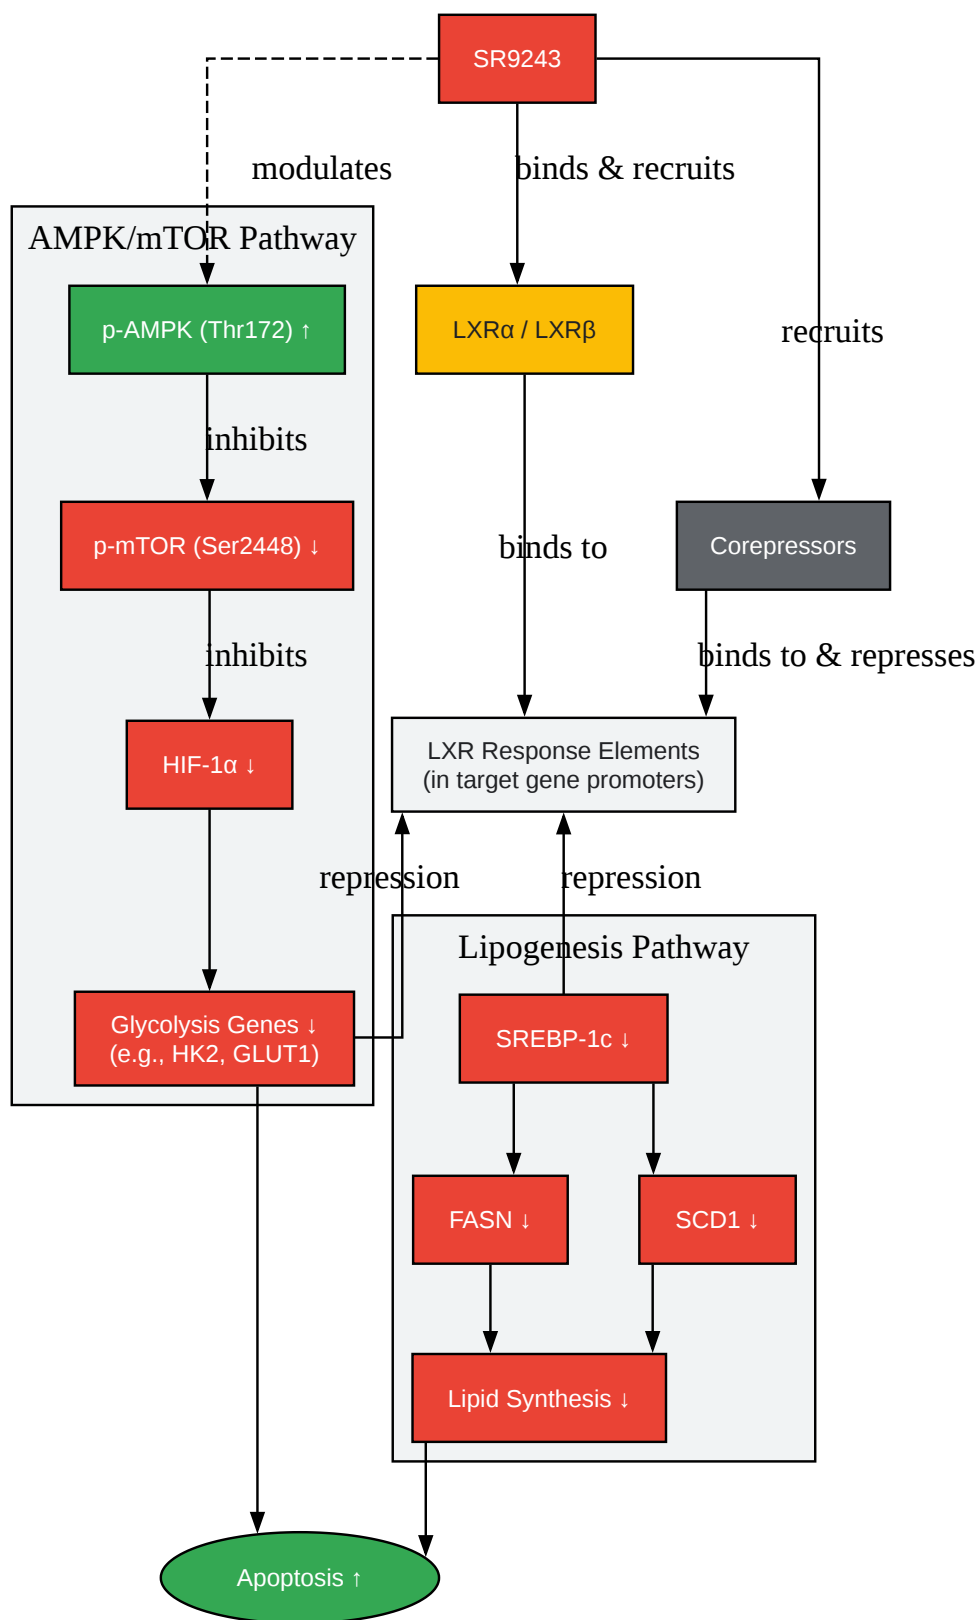 SR9243
modulates
binds & recruits
AMPK/mTOR Pathway
p-AMPK (Thr172) ↑
LXRα / LXRβ
recruits
inhibits
p-mTOR (Ser2448) ↓
binds to
Corepressors
inhibits
binds to & represses
HIF-1α ↓
LXR Response Elements
(in target gene promoters)
repression
repression
Lipogenesis Pathway
Glycolysis Genes ↓
(e.g., HK2, GLUT1)
SREBP-1c ↓
FASN ↓
SCD1 ↓
Lipid Synthesis ↓
Apoptosis ↑